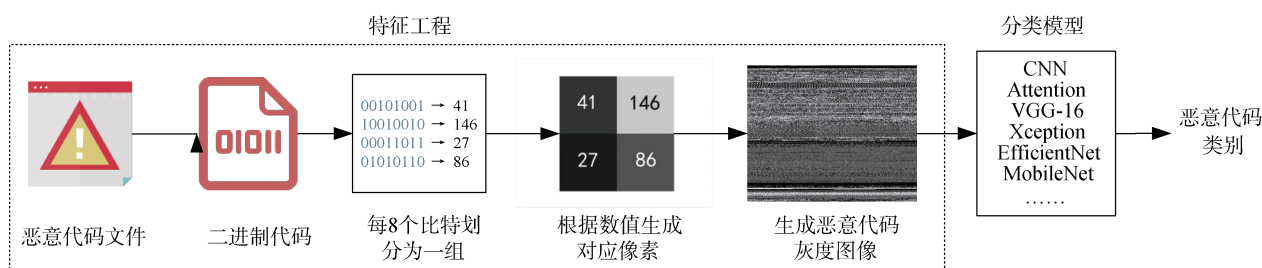 特征工程
分类模型
01011
00101001 → 41
10010010 → 146
00011011 → 27
01010110 → 86
41 146
27 86
CNN
Attention
VGG-16
Xception
EfficientNet
MobileNet
……
恶意代码
类别
恶意代码文件
二进制代码
每8个比特划
分为一组
根据数值生成
对应像素
生成恶意代码
灰度图像